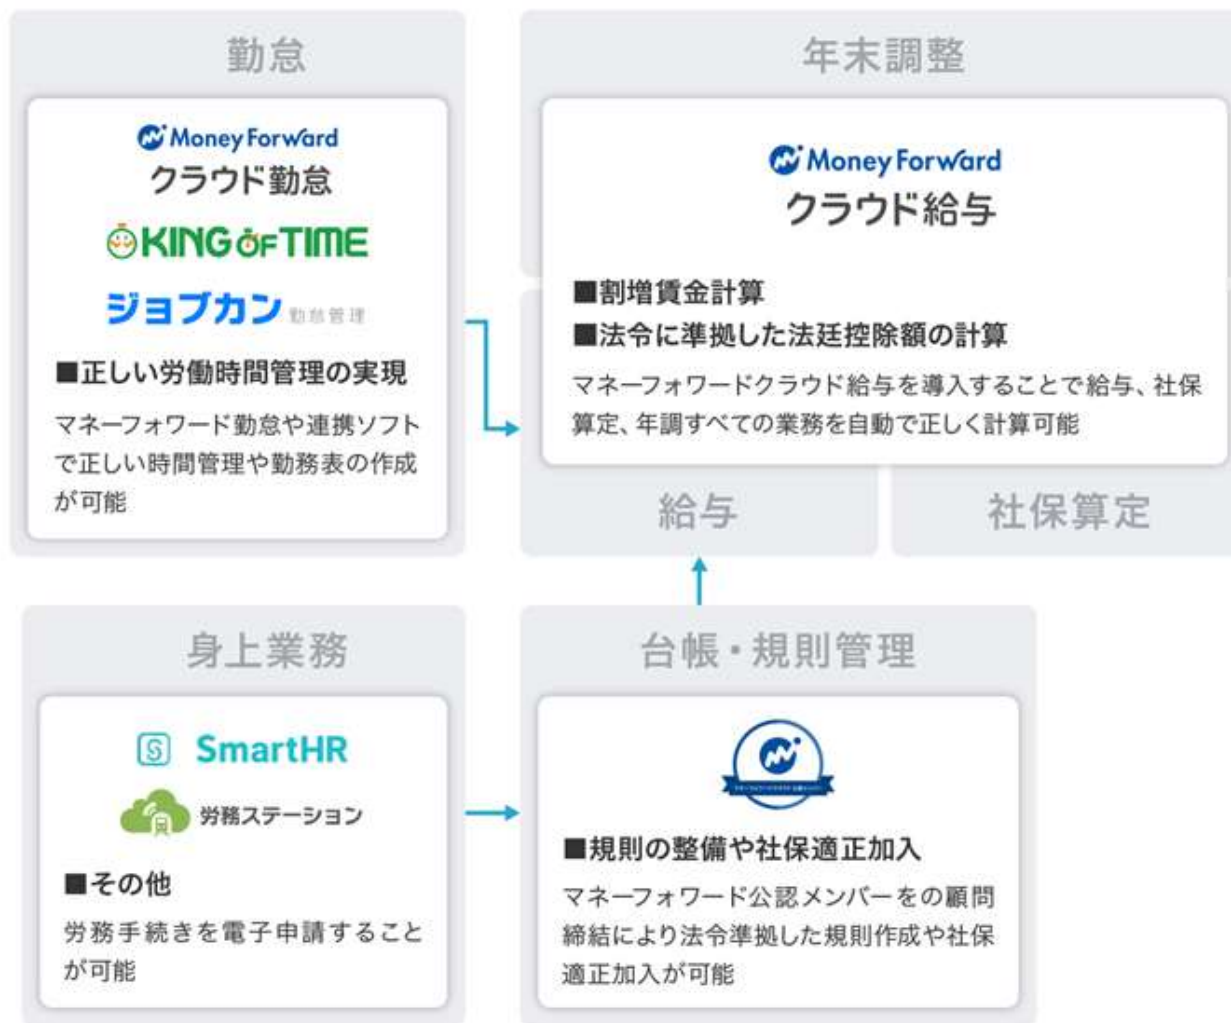 勤怠
Money Forward
クラウド勤怠
KING OF TIME
ジョブカン 勤怠管理
■正しい労働時間管理の実現
マネーフォワード勤怠や連携ソフト
で正しい時間管理や勤務表の作成
が可能
年末調整
Money Forward
クラウド給与
■割増賃金計算
■法令に準拠した法廷控除額の計算
マネーフォワードクラウド給与を導入することで給与、社保
算定、年調すべての業務を自動で正しく計算可能
給与
社保算定
身上業務
SmartHR
労務ステーション
■その他
労務手続きを電子申請すること
が可能
台帳・規則管理
■規則の整備や社保適正加入
マネーフォワード公認メンバーをの顧問
締結により法令準拠した規則作成や社保
適正加入が可能